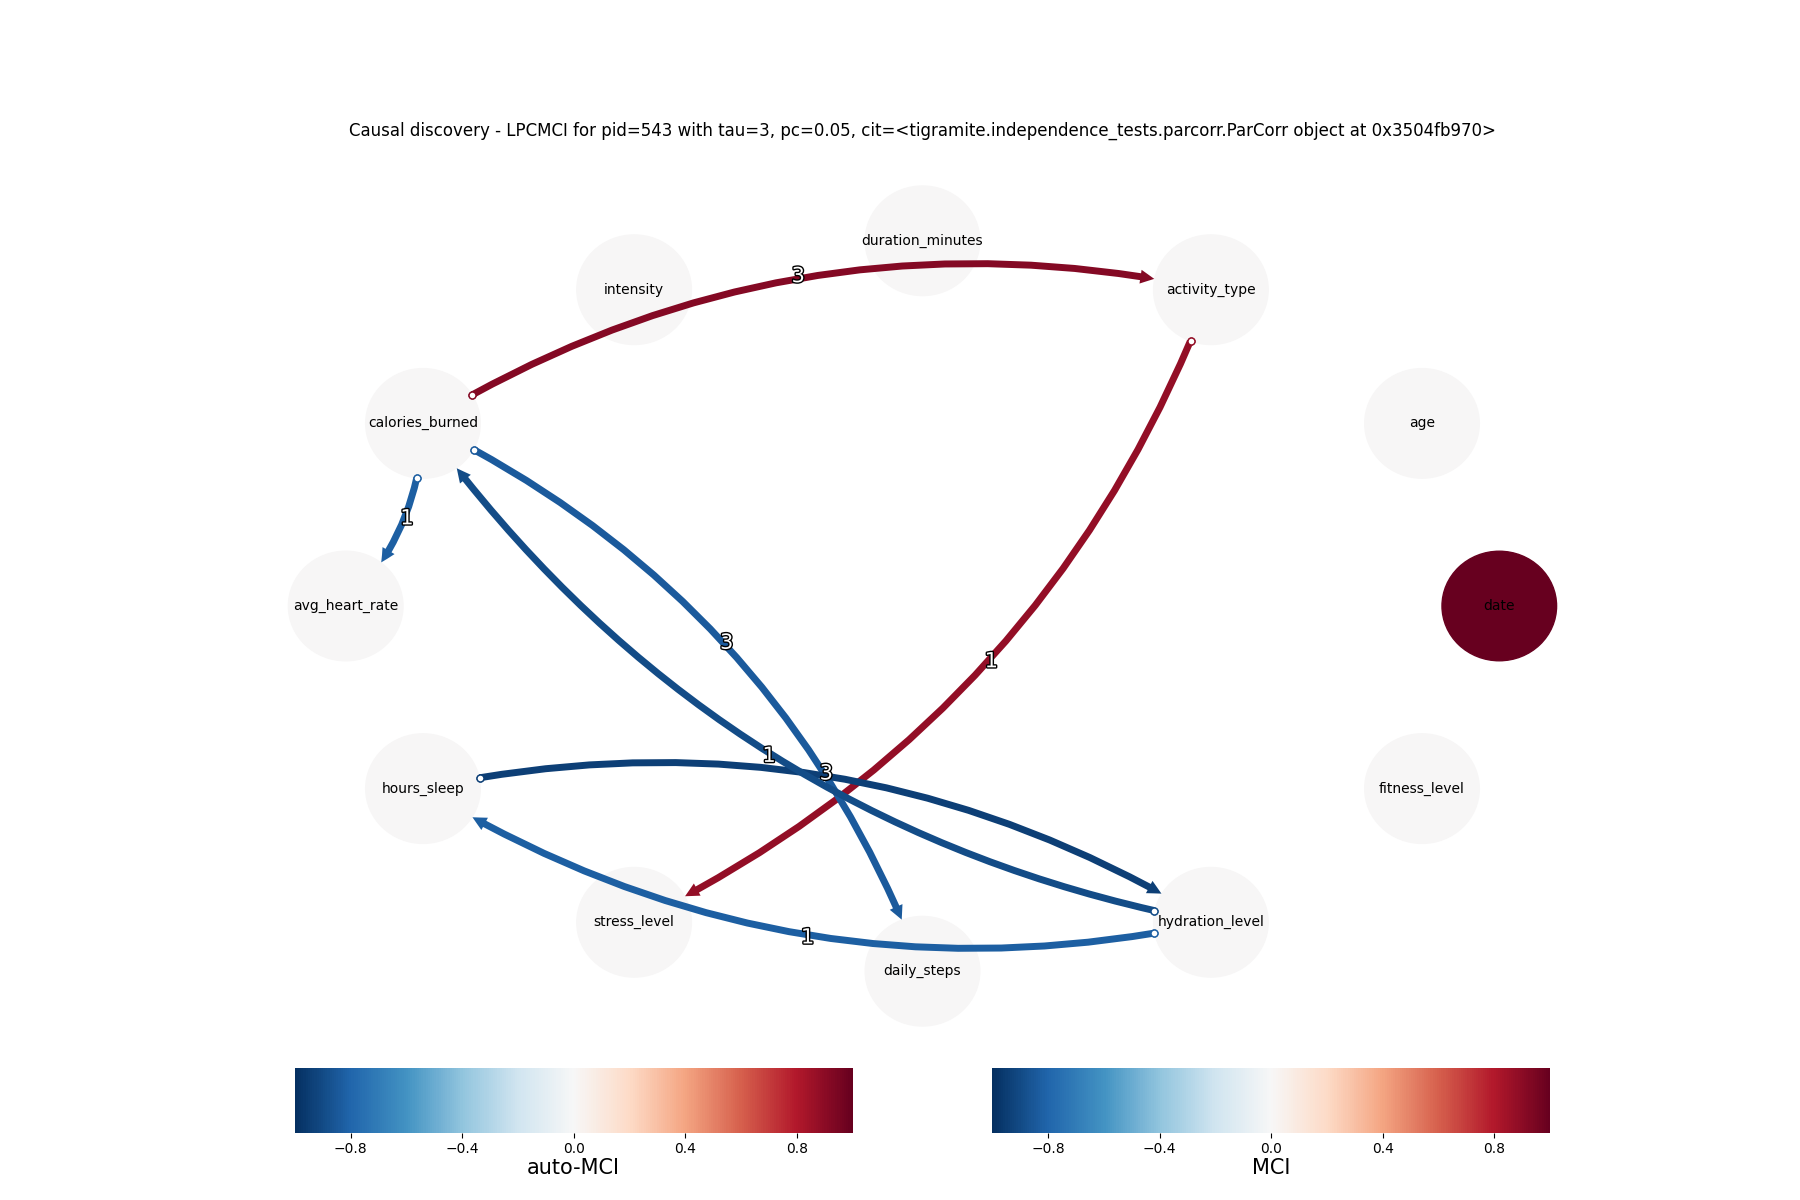 Causal discovery - LPCMCI for pid=543 with tau=3, pc=0.05, cit=<tigramite.independence_tests.parcorr.ParCorr object at 0x3504fb970>
duration_minutes
3
intensity
activity_type
calories_burned
age
1
avg_heart_rate
date
3
1
1
3
hours_sleep
fitness_level
stress_level
hydration_level
1
daily_steps
−0.8 −0.4 0.0 0.4 0.8
auto-MCI
−0.8 −0.4 0.0 0.4 0.8
MCI